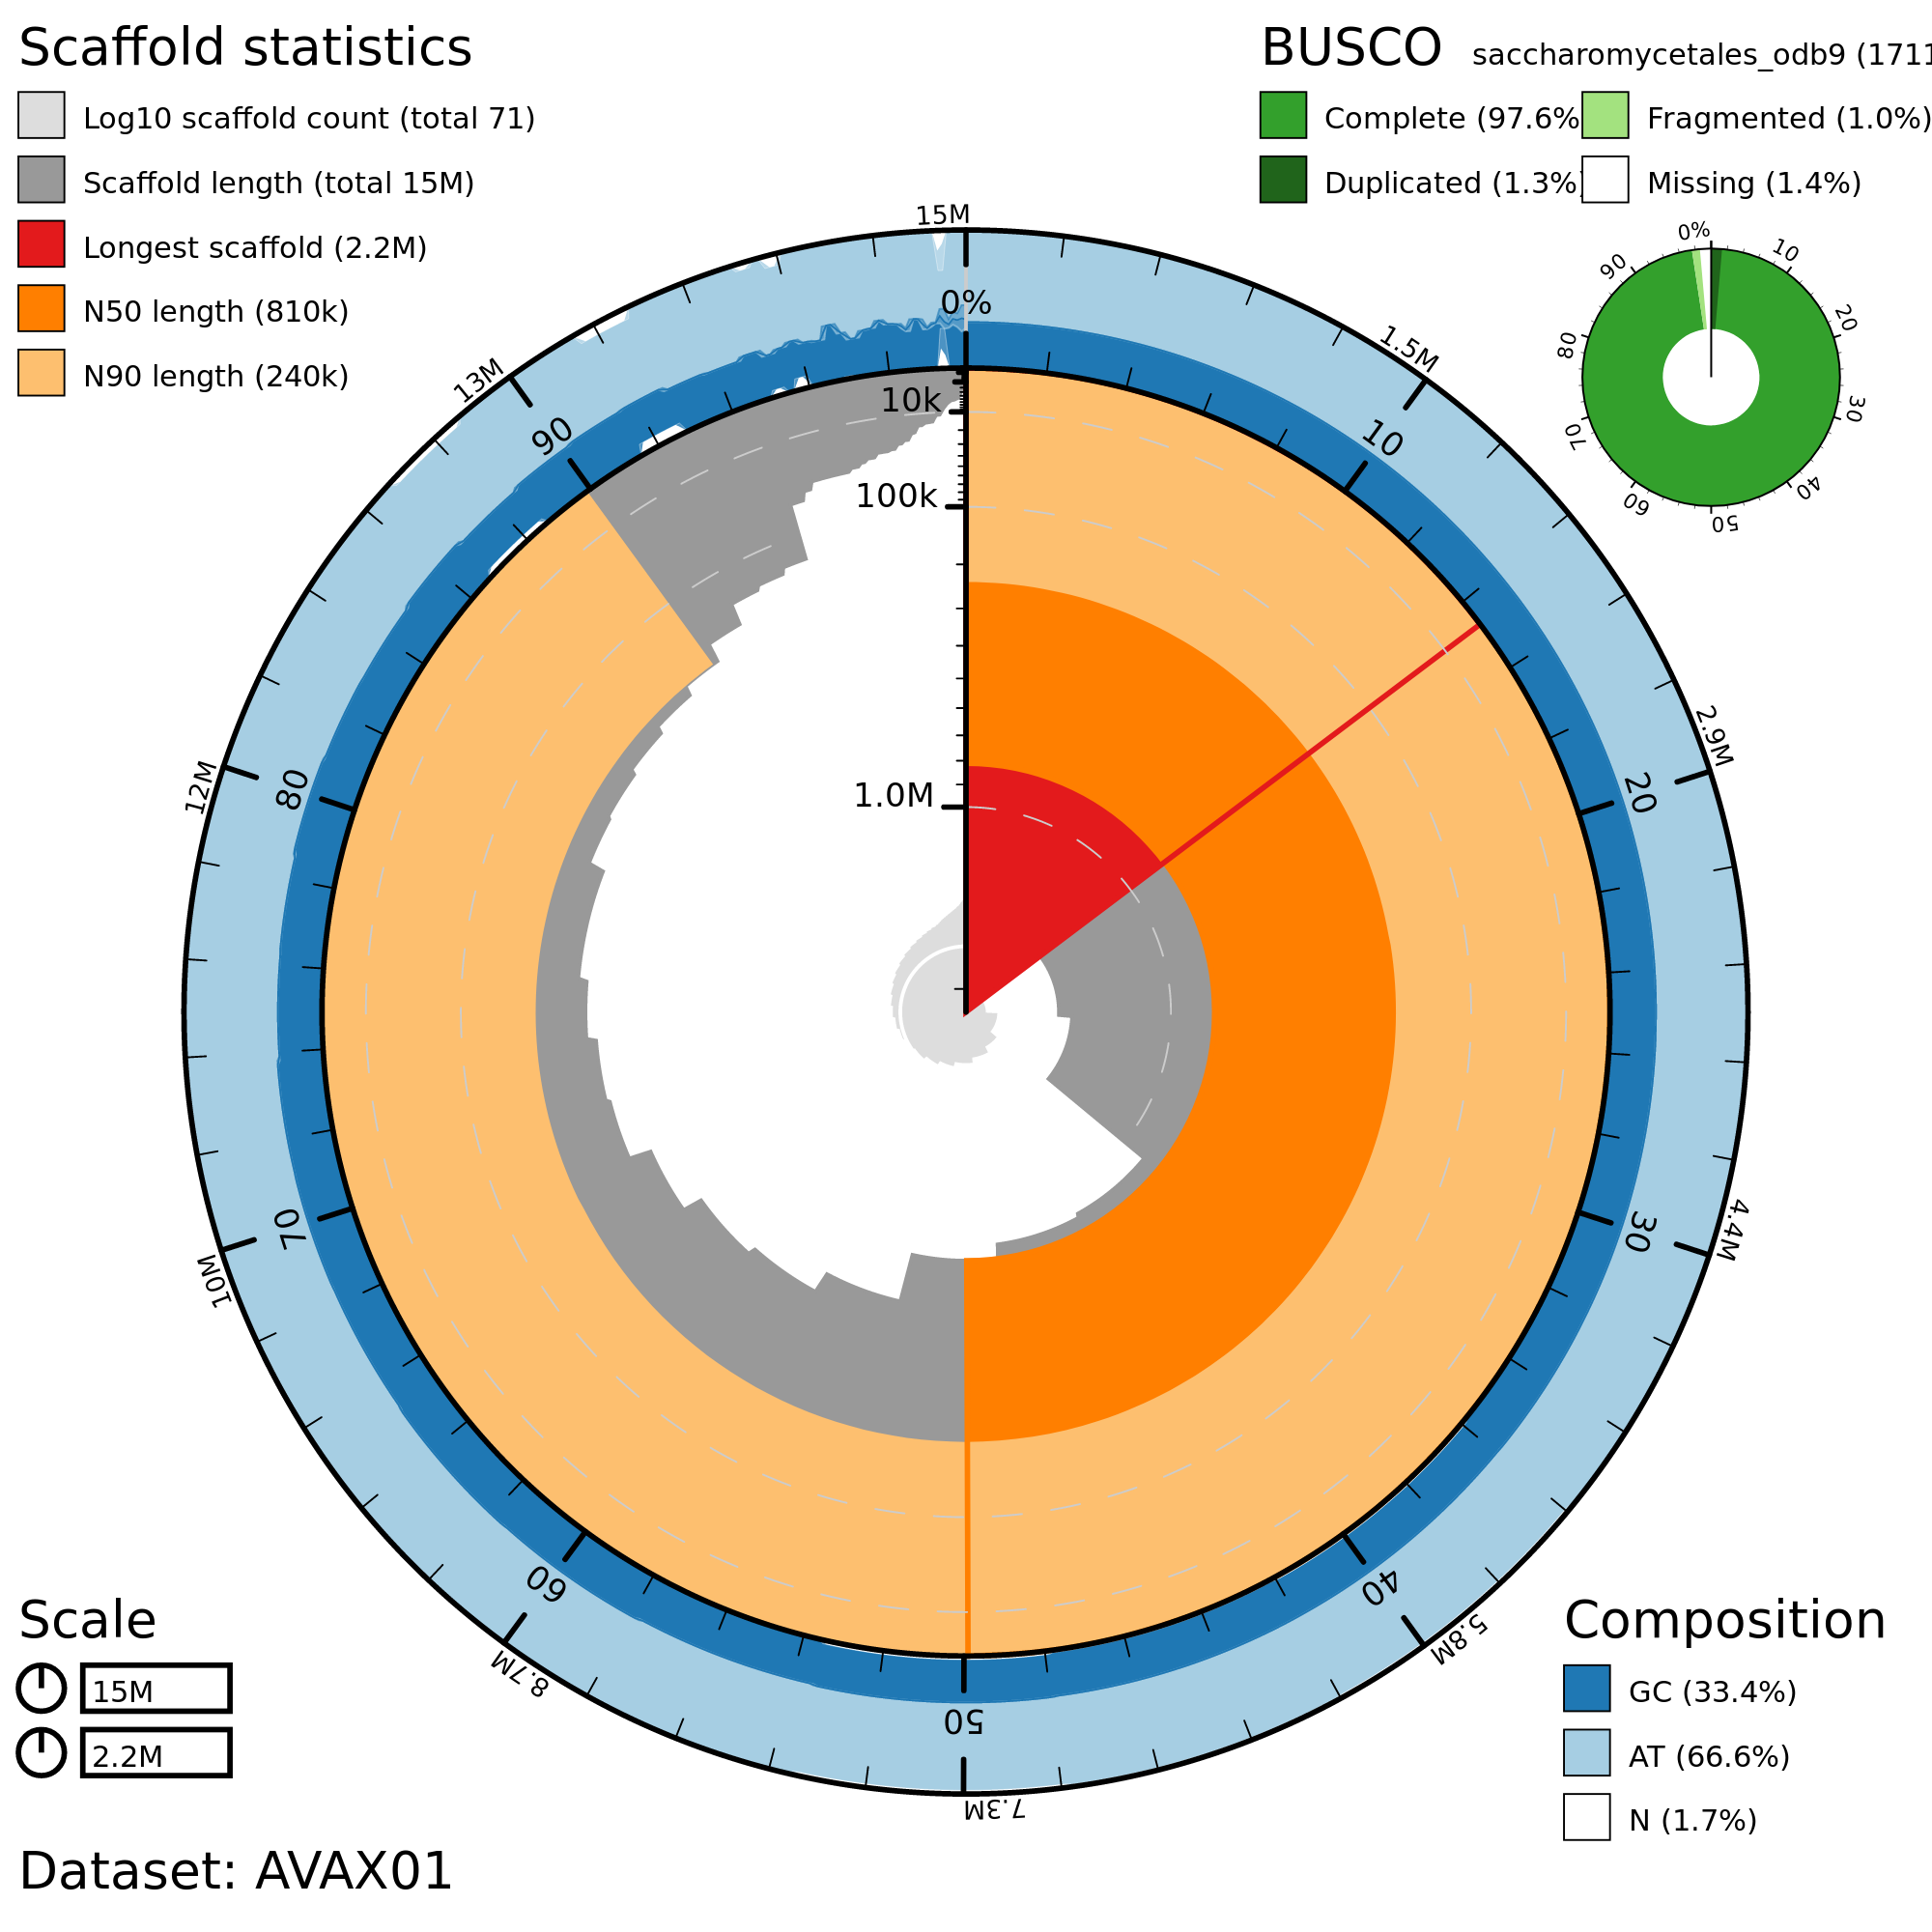 Scaffold statistics
Log10 scaffold count (total 71)
Scaffold length (total 15M)
Longest scaffold (2.2M)
N50 length (810k)
N90 length (240k)
BUSCO saccharomycetales_odb9 (1711
Complete (97.6%
Fragmented (1.0%)
Duplicated (1.3%)
Missing (1.4%)
0%
10
20
30
40
50
60
70
80
90
15M
1.5M
2.9M
4.4M
5.8M
7.3M
8.7M
10M
12M
13M
0%
10
20
30
40
50
60
70
80
90
10k
100k
1.0M
Scale
15M
2.2M
Composition
GC (33.4%)
AT (66.6%)
N (1.7%)
Dataset: AVAX01